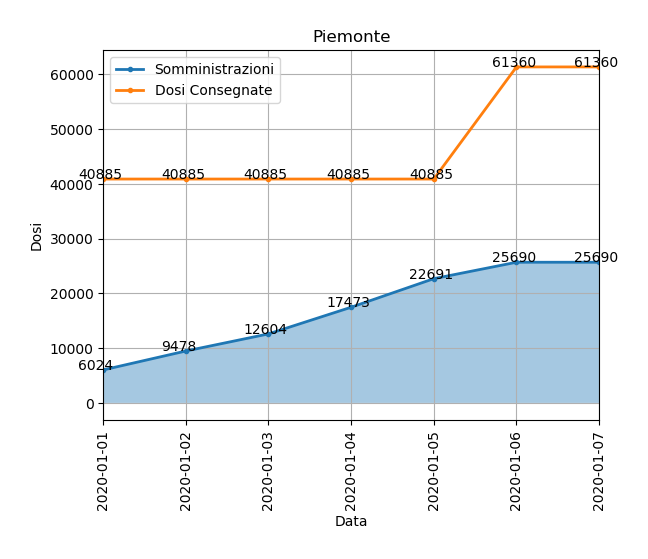 Piemonte
Somministrazioni
Dosi Consegnate
60000
50000
40000
30000
20000
10000
0
Dosi
61360 61360
40885 40885 40885 40885 40885
6024 9478 12604 17473 22691 25690 25690
2020-01-01
2020-01-02
2020-01-03
2020-01-04
2020-01-05
2020-01-06
2020-01-07
Data